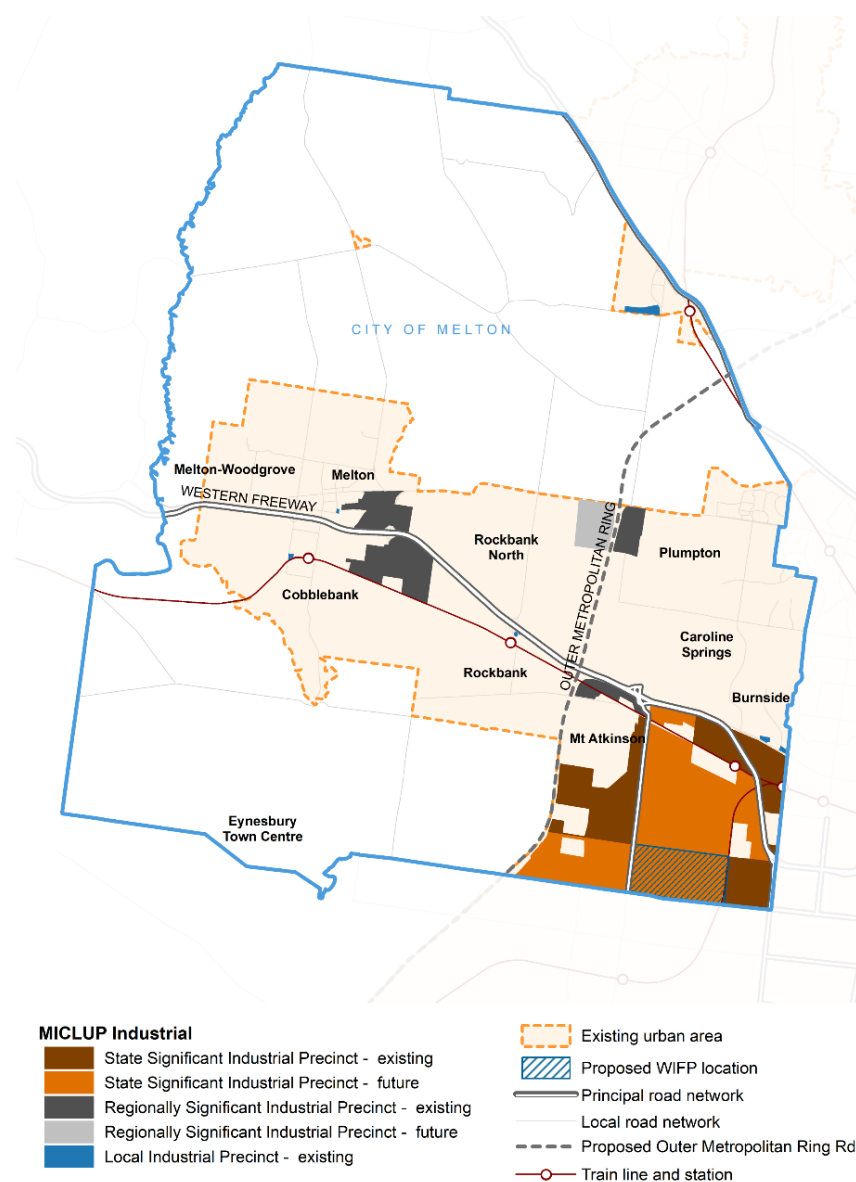 CITY OF MELTON
Melton-Woodgrove
Melton
WESTERN FREEWAY
Rockbank
North
OUTER METROPOLITAN RING
Plumpton
Cobblebank
Caroline
Springs
Rockbank
Burnside
Mt Atkinson
Eynesbury
Town Centre
MICLUP Industrial
State Significant Industrial Precinct - existing
State Significant Industrial Precinct - future
Regionally Significant Industrial Precinct - existing
Regionally Significant Industrial Precinct - future
Local Industrial Precinct - existing
Existing urban area
Proposed WIFP location
Principal road network
Local road network
Proposed Outer Metropolitan Ring Rd
Train line and station